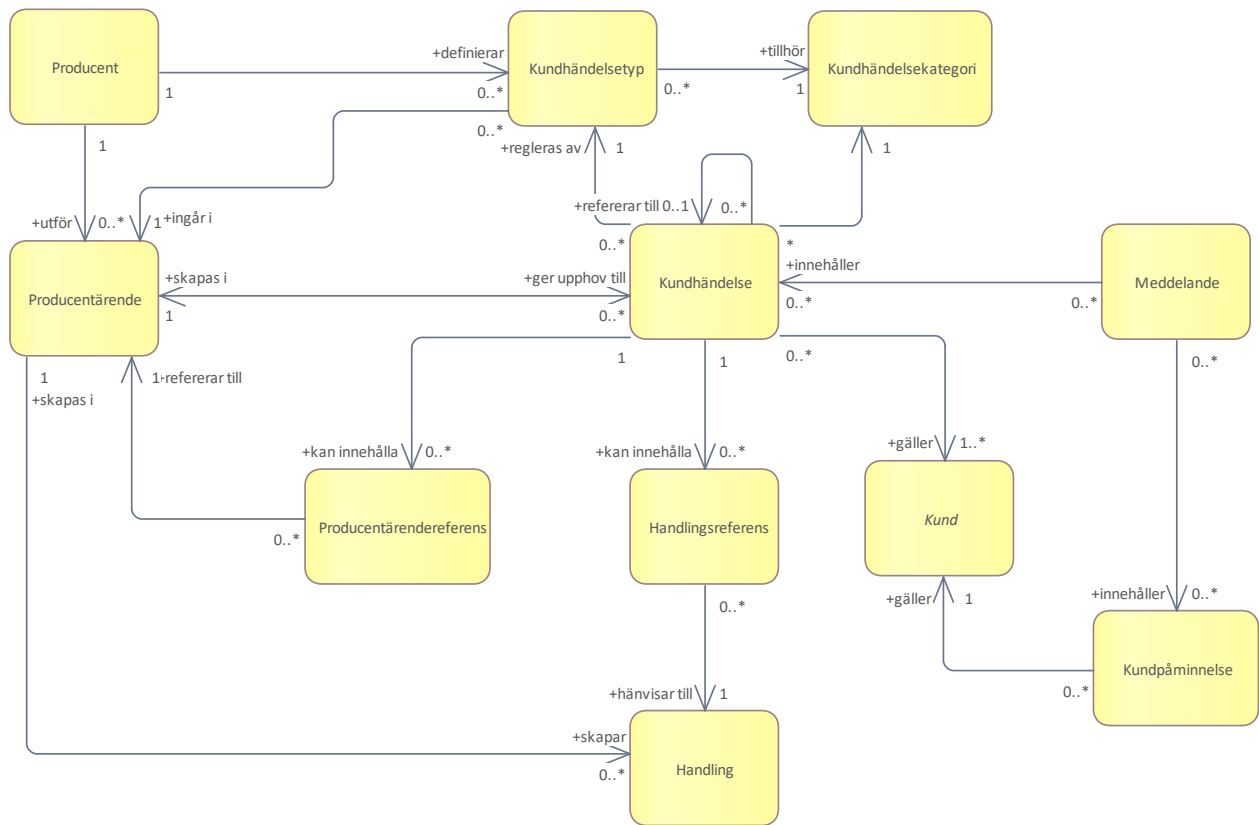 Producent
Kundhändelsetyp
Kundhändelsekategori
+definierar
+tillhör
1
0..*
0..*
1
1
0..*
+regleras av
1
1
+utför
0..*
1
+ingår i
+refererar till
0..1
0..*
0..*
*
Producentärende
+skapas i
1
+ger upphov till
0..*
Kundhändelse
+innehåller
0..*
0..*
Meddelande
1
+skapas i
1
+refererar till
1
1
0..*
0..*
+kan innehålla
0..*
+kan innehålla
0..*
+gäller
1..*
Producentärendereferens
0..*
Handlingsreferens
0..*
Kund
+gäller
1
+innehåller
0..*
Kundpåminnelse
0..*
+hänvisar till
1
+skapar
0..*
Handling